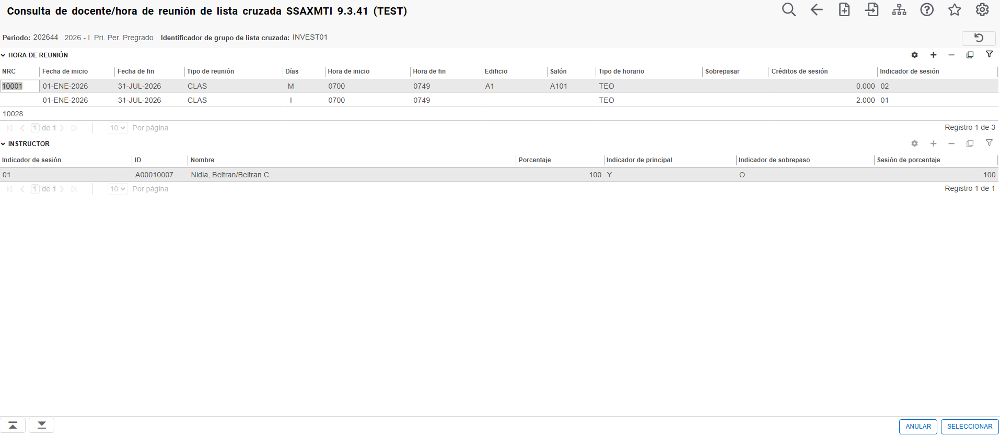 Consulta de docente/hora de reunión de lista cruzada SSAXMTI 9.3.41 (TEST)
Periodo: 202644 2026 - I Pri. Per. Pregrado Identificador de grupo de lista cruzada: INVEST01
HORA DE REUNIÓN
NRC Fecha de inicio Fecha de fin Tipo de reunión Días Hora de inicio Hora de fin Edificio Salón Tipo de horario Sobrepasar Créditos de sesión Indicador de sesión
10001 01-ENE-2026 31-JUL-2026 CLAS M 0700 0749 A1 A101 TEO 0.000 02
01-ENE-2026 31-JUL-2026 CLAS I 0700 0749 TEO 2.000 01
10028
1 de 1 10 Por página Registro 1 de 3
INSTRUCTOR
Indicador de sesión ID Nombre Porcentaje Indicador de principal Indicador de sobrepaso Sesión de porcentaje
01 A00010007 Nidia, Beltran/Beltran C. 100 Y O 100
1 de 1 10 Por página Registro 1 de 1
ANULAR SELECCIONAR